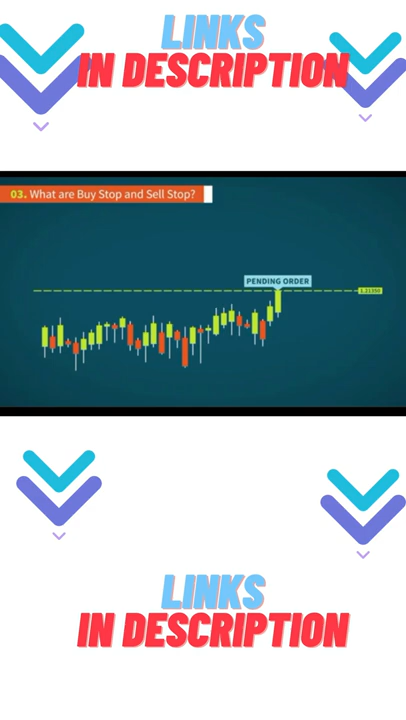 LINKS
IN DESCRIPTION
03. What are Buy Stop and Sell Stop?
PENDING ORDER
LINKS
IN DESCRIPTION